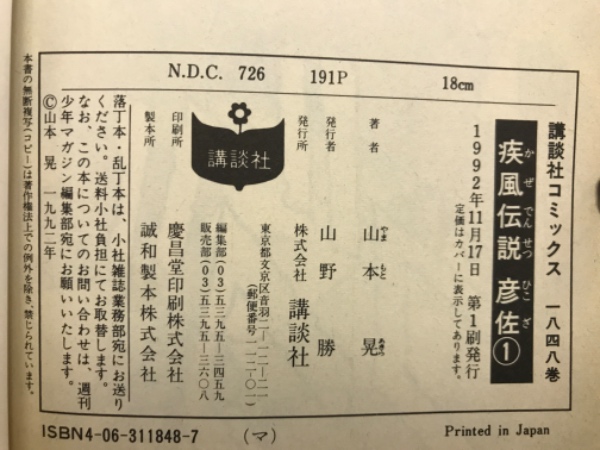 N.D.C. 726 191P 18cm
講談社コミックス 一八四八巻
かぜ でんせつ ひこ ざ
疾風伝説 彦佐①
1992年11月17日 第1刷発行
定価はカバーに表示してあります。
やま もと
著者 山本 晃
発行者 山野 勝
発行所 株式会社 講談社
東京都文京区音羽二-一二-二一
(郵便番号一一二-〇一)
編集部(03)五三九五-三四五九
販売部(03)五三九五-三六〇八
講談社
印刷所 慶昌堂印刷株式会社
製本所 誠和製本株式会社
落丁本・乱丁本は、小社雑誌業務部宛にお送り
ください。送料小社負担にてお取替します。
なお、この本についてのお問い合わせは、週刊
少年マガジン編集部宛にお願いいたします。
©山本 晃 一九九二年
本書の無断複写(コピー)は著作権法上での例外を除き、禁じられています。
ISBN4-06-311848-7 (マ) Printed in Japan